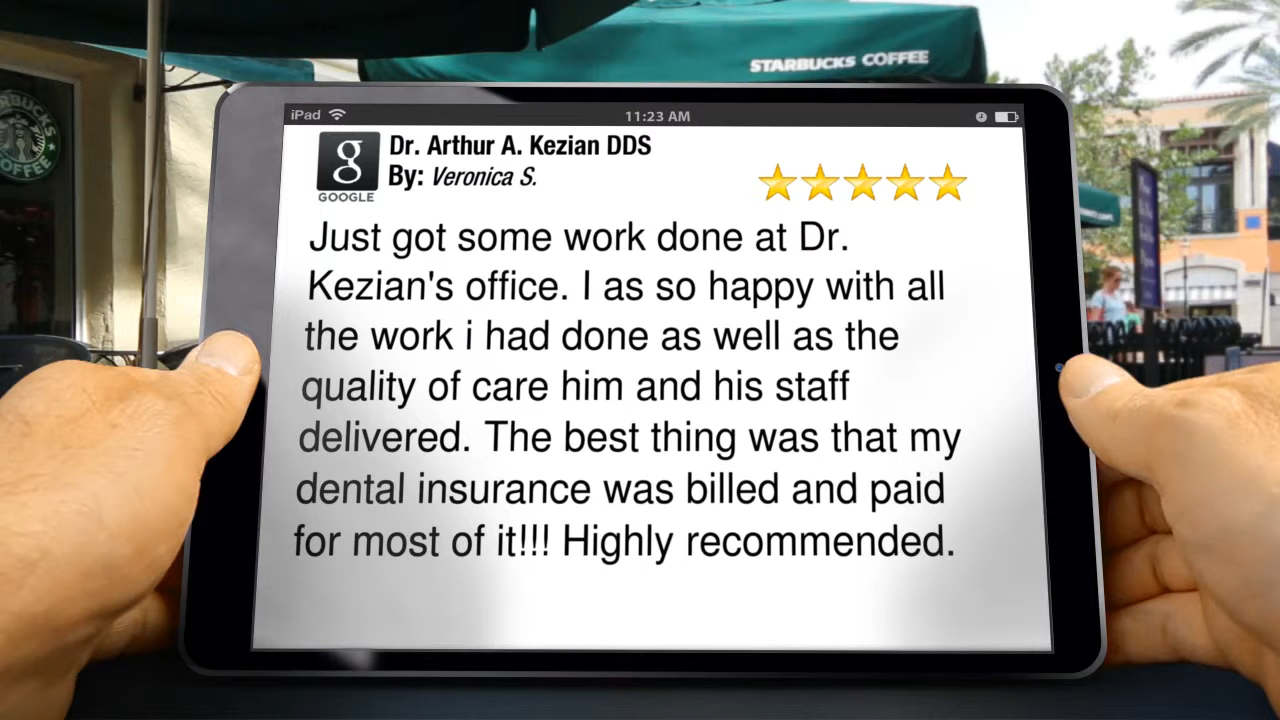 STARBUCKS COFFEE
RBUCKS
OFFEE
iPad
11:23 AM
g
GOOGLE
Dr. Arthur A. Kezian DDS
By: Veronica S.
Just got some work done at Dr.
Kezian's office. I as so happy with all
the work i had done as well as the
quality of care him and his staff
delivered. The best thing was that my
dental insurance was billed and paid
for most of it!!! Highly recommended.